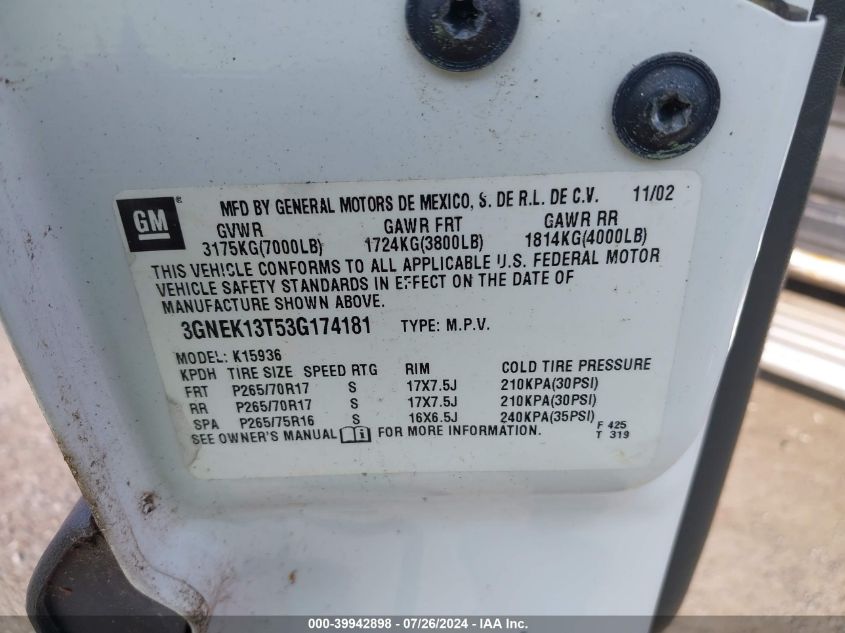 GM ® MFD BY GENERAL MOTORS DE MEXICO, S. DE R.L. DE C.V. 11/02
GVWR GAWR FRT GAWR RR
3175KG(7000LB) 1724KG(3800LB) 1814KG(4000LB)
THIS VEHICLE CONFORMS TO ALL APPLICABLE U.S. FEDERAL MOTOR
VEHICLE SAFETY STANDARDS IN EFFECT ON THE DATE OF
MANUFACTURE SHOWN ABOVE.
3GNEK13T53G174181 TYPE: M.P.V.
MODEL: K15936
KPDH TIRE SIZE SPEED RTG RIM COLD TIRE PRESSURE
FRT P265/70R17 S 17X7.5J 210KPA(30PSI)
RR P265/70R17 S 17X7.5J 210KPA(30PSI)
SPA P265/75R16 S 16X6.5J 240KPA(35PSI)
SEE OWNER'S MANUAL FOR MORE INFORMATION.
F 425
T 319
000-39942898 - 07/26/2024 - IAA Inc.